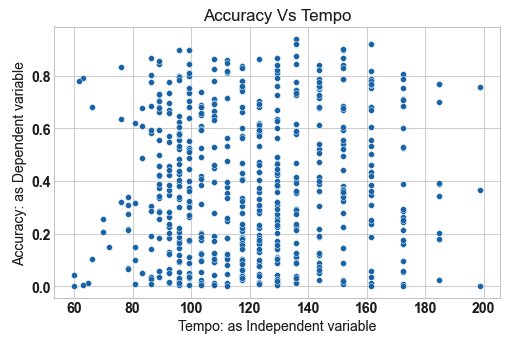 Accuracy Vs Tempo
Accuracy: as Dependent variable
0.8
0.6
0.4
0.2
0.0
60 80 100 120 140 160 180 200
Tempo: as Independent variable